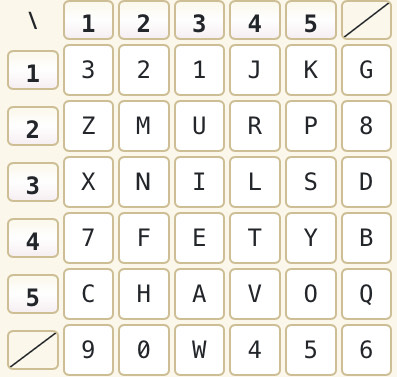 \ 1 2 3 4 5 /
1 3 2 1 J K G
2 Z M U R P 8
3 X N I L S D
4 7 F E T Y B
5 C H A V O Q
/ 9 0 W 4 5 6